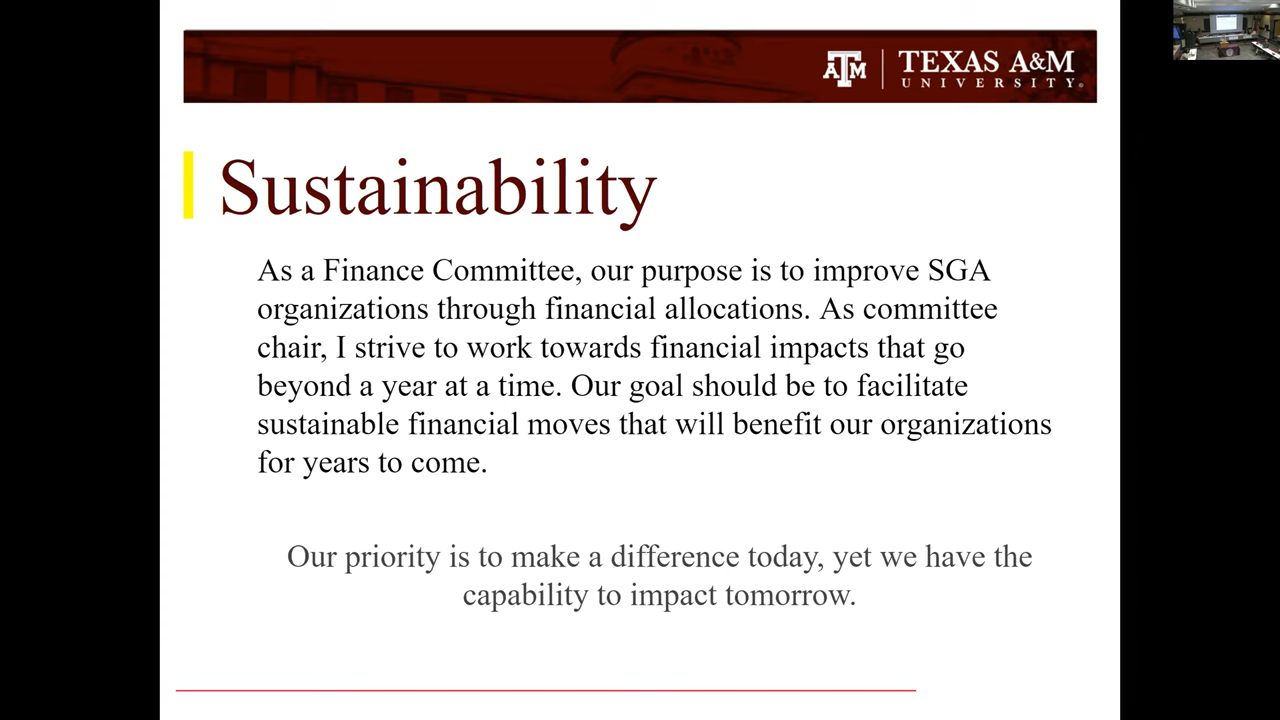 TEXAS A&M
UNIVERSITY
Sustainability
As a Finance Committee, our purpose is to improve SGA
organizations through financial allocations. As committee
chair, I strive to work towards financial impacts that go
beyond a year at a time. Our goal should be to facilitate
sustainable financial moves that will benefit our organizations
for years to come.
Our priority is to make a difference today, yet we have the
capability to impact tomorrow.